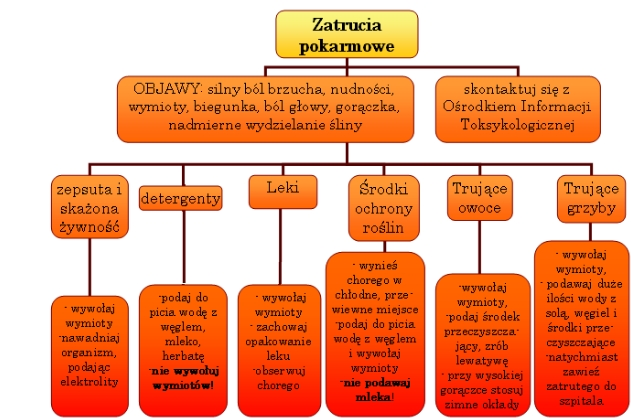 Zatrucia
pokarmowe
OBJAWY: silny ból brzucha, nudności,
wymioty, biegunka, ból głowy, gorączka,
nadmierne wydzielanie śliny
skontaktuj się z
Ośrodkiem Informacji
Toksykologicznej
zepsuta i
skażona
żywność
detergenty
Leki
Środki
ochrony
roślin
Trujące
owoce
Trujące
grzyby
- wywołaj
wymioty
-nawadniaj
organizm,
podając
elektrolity
-podaj do
picia wodę z
węglem,
mleko,
herbatę
-nie wywołuj
wymiotów!
- wywołaj
wymioty
- zachowaj
opakowanie
leku
-obserwuj
chorego
- wynieś
chorego w
chłodne, prze-
wiewne miejsce
-podaj do picia
wodę z węglem
i wywołaj
wymioty
-nie podawaj
mleka!
-wywołaj
wymioty,
-podaj środek
przeczyszcza-
jący, zrób
lewatywę
- przy wysokiej
gorączce stosuj
zimne okłady
- wywołaj
wymioty,
- podawaj duże
ilości wody z
solą, węgiel i
środki prze-
czyszczające
-natychmiast
zawieź
zatrutego do
szpitala